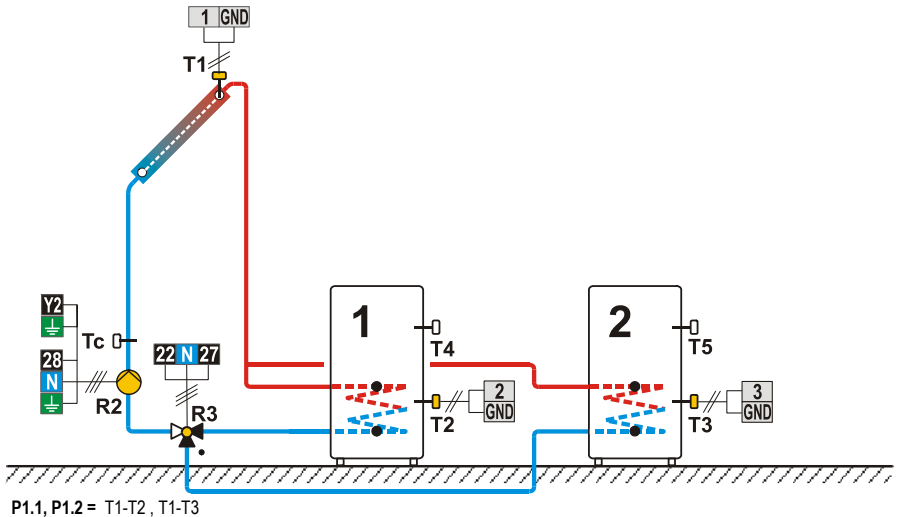 1 GND
T1
1
2
Y2
Tc
T4
T5
28
22 N 27
N
2
GND
3
GND
R2
R3
T2
T3
P1.1, P1.2 = T1-T2 , T1-T3